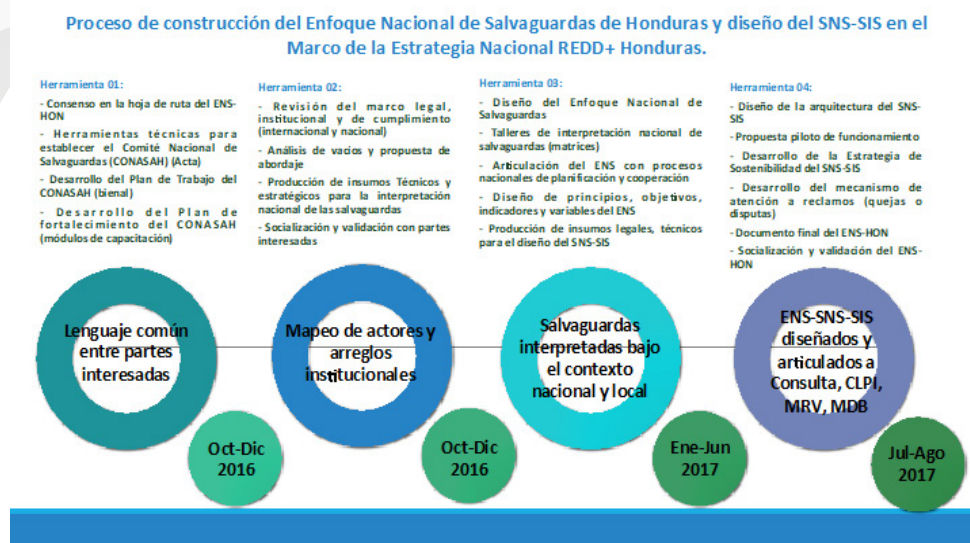 Proceso de construcción del Enfoque Nacional de Salvaguardas de Honduras y diseño del SNS-SIS en el
Marco de la Estrategia Nacional REDD+ Honduras.
Herramienta 01:
- Consenso en la hoja de ruta del ENS-
HON
- Herramientas técnicas para
establecer el Comité Nacional de
Salvaguardas (CONASAH) (Acta)
- Desarrollo del Plan de Trabajo del
CONASAH (bienal)
- Desarrollo del Plan de
fortalecimiento del CONASAH
(módulos de capacitación)
Herramienta 02:
- Revisión del marco legal,
institucional y de cumplimiento
(internacional y nacional)
- Análisis de vacíos y propuesta de
abordaje
- Producción de insumos Técnicos y
estratégicos para la interpretación
nacional de las salvaguardas
- Socialización y validación con partes
interesadas
Herramienta 03:
- Diseño del Enfoque Nacional de
Salvaguardas
- Talleres de interpretación nacional de
salvaguardas (matrices)
- Articulación del ENS con procesos
nacionales de planificación y cooperación
- Diseño de principios, objetivos,
indicadores y variables del ENS
- Producción de insumos legales, técnicos
para el diseño del SNS-SIS
Herramienta 04:
- Diseño de la arquitectura del SNS-
SIS
- Propuesta piloto de funcionamiento
- Desarrollo de la Estrategia de
Sostenibilidad del SNS-SIS
- Desarrollo del mecanismo de
atención a reclamos (quejas o
disputas)
- Documento final del ENS-HON
- Socialización y validación del ENS-
HON
Lenguaje común
entre partes
interesadas
Mapeo de actores y
arreglos
institucionales
Salvaguardas
interpretadas bajo
el contexto
nacional y local
ENS-SNS-SIS
diseñados y
articulados a
Consulta, CLPI,
MRV, MDB
Oct-Dic
2016
Oct-Dic
2016
Ene-Jun
2017
Jul-Ago
2017